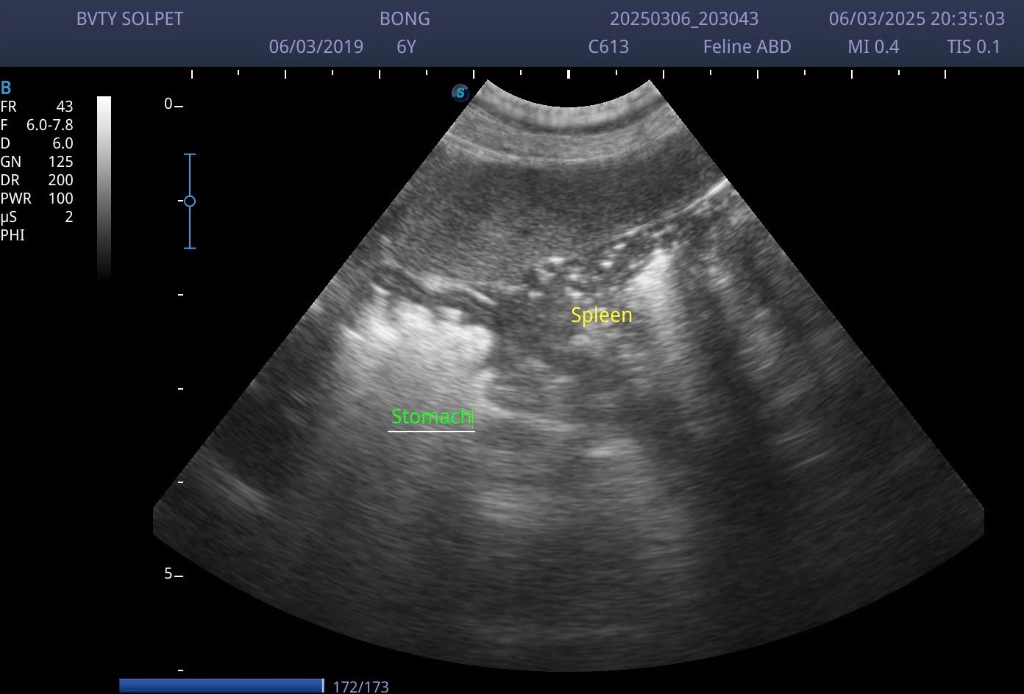 BVTY SOLPET BONG 20250306_203043 06/03/2025 20:35:03
06/03/2019 6Y C613 Feline ABD MI 0.4 TIS 0.1
B
FR 43
F 6.0-7.8
D 6.0
GN 125
DR 200
PWR 100
µS 2
PHI
S
0
Spleen
Stomach
5
172/173